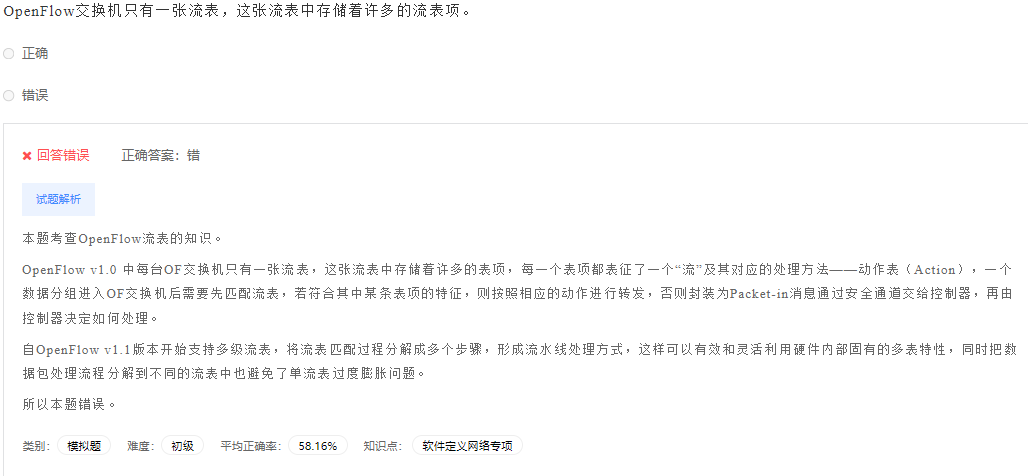 OpenFlow交换机只有一张流表，这张流表中存储着许多的流表项。
正确
错误
回答错误 正确答案：错
试题解析
本题考查OpenFlow流表的知识。
OpenFlow v1.0 中每台OF交换机只有一张流表，这张流表中存储着许多的表项，每一个表项都表征了一个“流”及其对应的处理方法——动作表（Action），一个
数据分组进入OF交换机后需要先匹配流表，若符合其中某条表项的特征，则按照相应的动作进行转发，否则封装为Packet-in消息通过安全通道交给控制器，再由
控制器决定如何处理。
自OpenFlow v1.1版本开始支持多级流表，将流表匹配过程分解成多个步骤，形成流水线处理方式，这样可以有效和灵活利用硬件内部固有的多表特性，同时把数
据包处理流程分解到不同的流表中也避免了单流表过度膨胀问题。
所以本题错误。
类别： 模拟题 难度： 初级 平均正确率： 58.16% 知识点： 软件定义网络专项